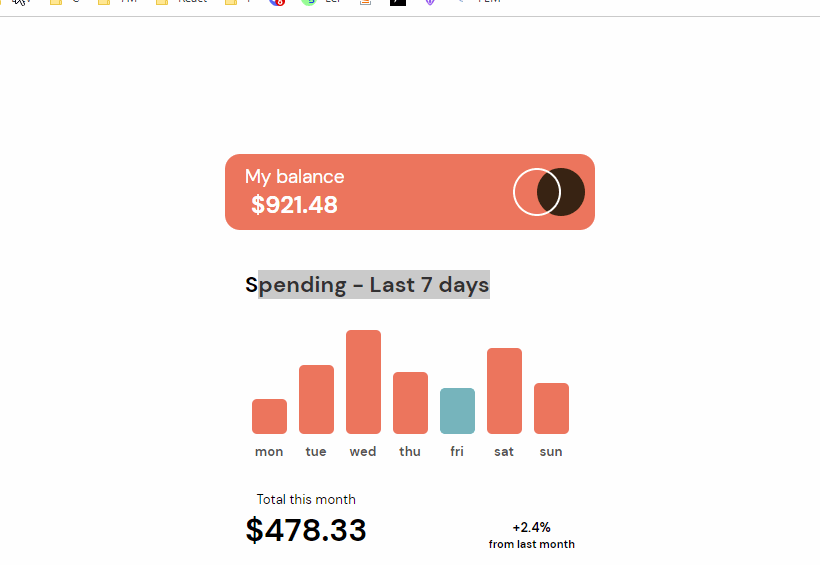 React
My balance
$921.48
Spending - Last 7 days
mon tue wed thu fri sat sun
Total this month
$478.33
+2.4%
from last month